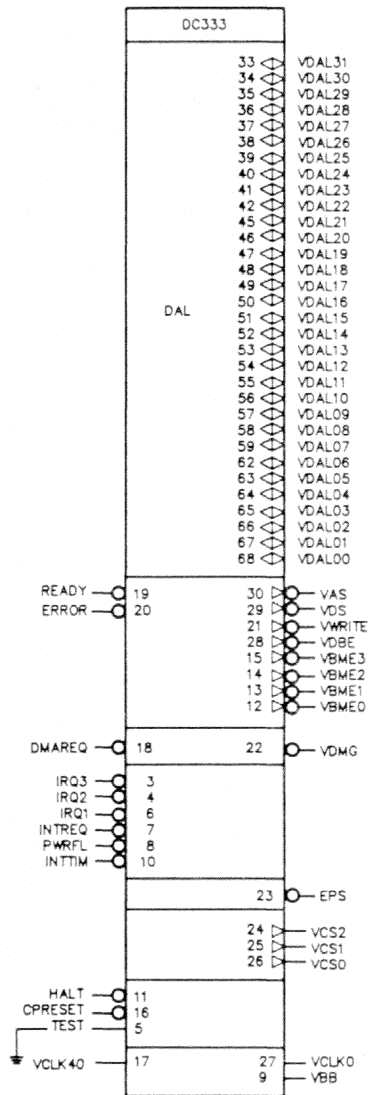 DC333
33 VDAL31
34 VDAL30
35 VDAL29
36 VDAL28
37 VDAL27
38 VDAL26
39 VDAL25
40 VDAL24
41 VDAL23
42 VDAL22
45 VDAL21
46 VDAL20
47 VDAL19
48 VDAL18
49 VDAL17
50 VDAL16
DAL
51 VDAL15
52 VDAL14
53 VDAL13
54 VDAL12
55 VDAL11
56 VDAL10
57 VDAL09
58 VDAL08
59 VDAL07
62 VDAL06
63 VDAL05
64 VDAL04
65 VDAL03
66 VDAL02
67 VDAL01
68 VDAL00
READY 19 30 VAS
ERROR 20 29 VDS
21 VWRITE
28 VDBE
15 VBME3
14 VBME2
13 VBME1
12 VBME0
DMAREQ 18 22 VDMG
IRQ3 3
IRQ2 4
IRQ1 6
INTREQ 7
PWRFL 8
INTTIM 10
23 EPS
24 VCS2
25 VCS1
26 VCS0
HALT 11
CPRESET 16
TEST 5
VCLK40 17 27 VCLKO
9 VBB